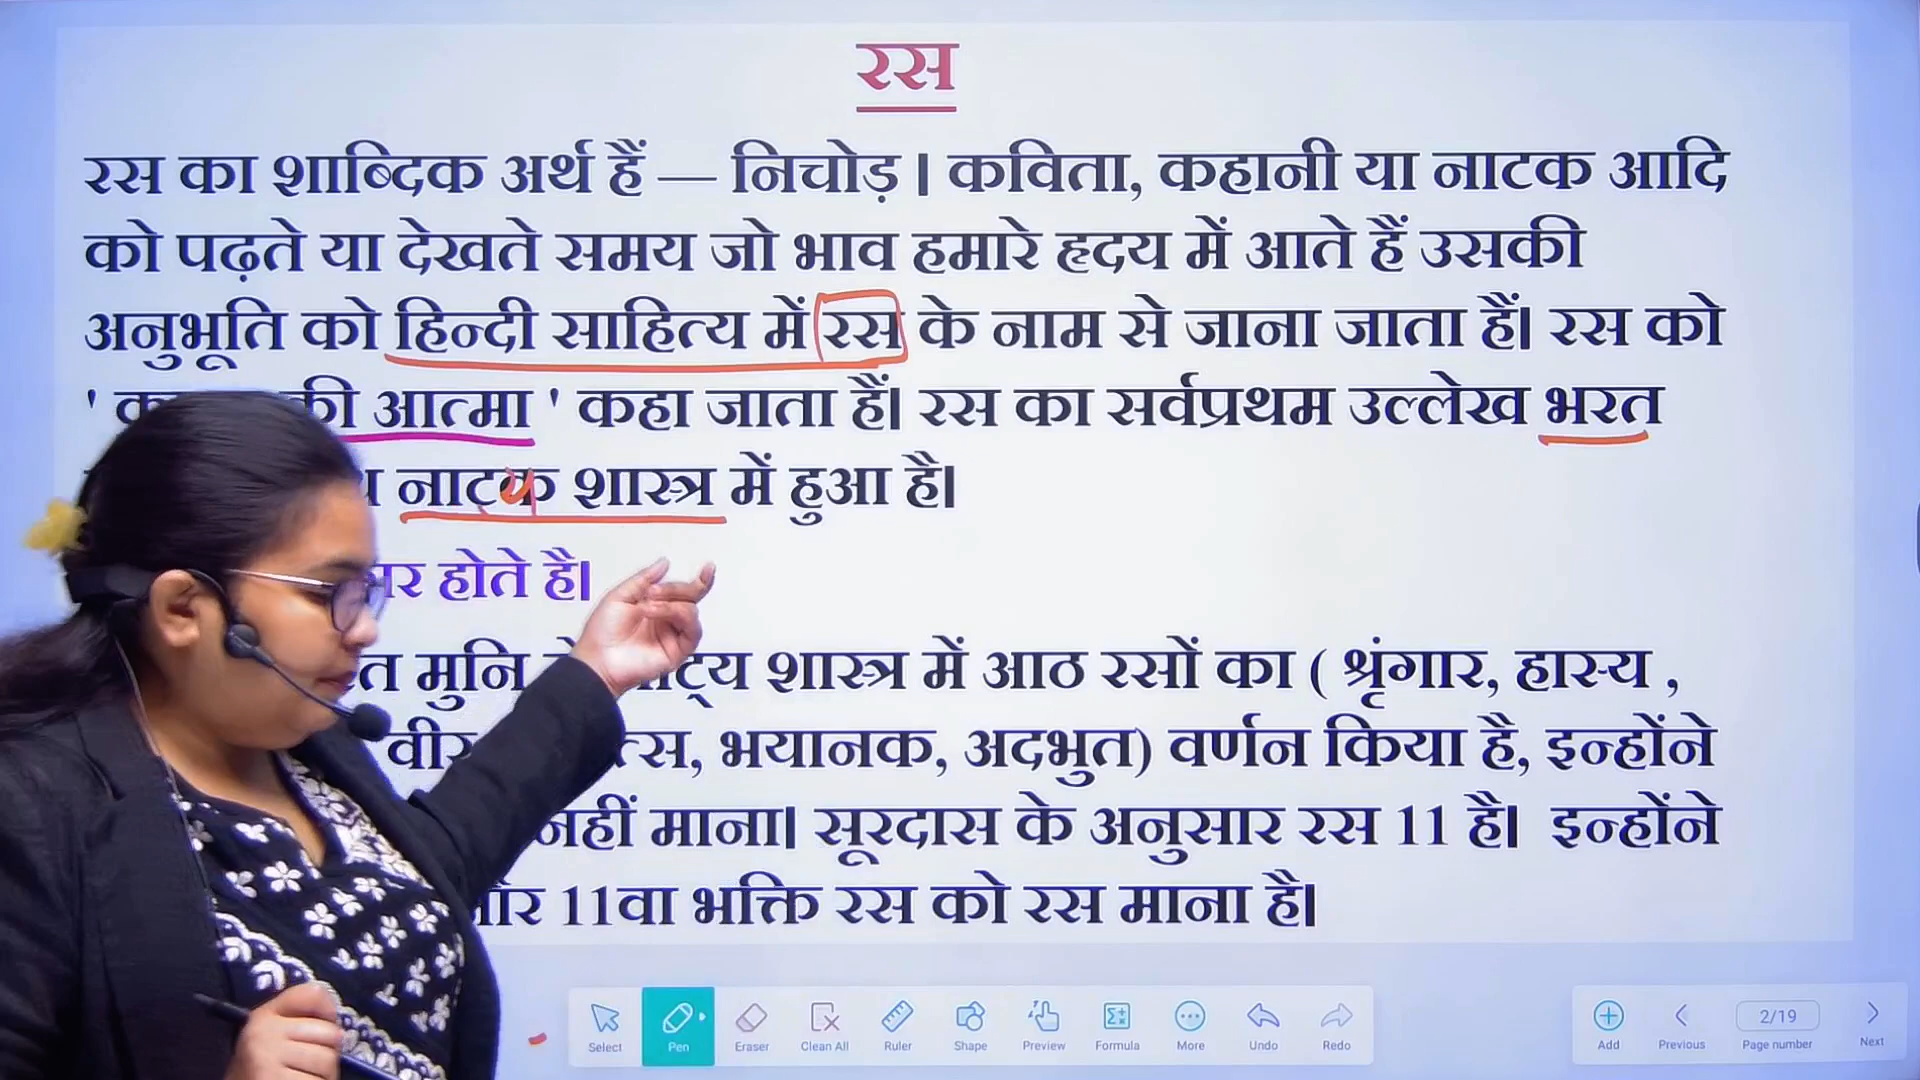 रस
रस का शाब्दिक अर्थ हैं — निचोड़ | कविता, कहानी या नाटक आदि
को पढ़ते या देखते समय जो भाव हमारे हृदय में आते हैं उसकी
अनुभूति को हिन्दी साहित्य में रस के नाम से जाना जाता हैं| रस को
की आत्मा ' कहा जाता हैं| रस का सर्वप्रथम उल्लेख भरत
नाट्य शास्त्र में हुआ है|
होते है|
मुनि शास्त्र में आठ रसों का ( श्रृंगार, हास्य ,
भयानक, अदभुत) वर्णन किया है, इन्होंने
नहीं माना| सूरदास के अनुसार रस 11 है| इन्होंने
11वा भक्ति रस को रस माना है|
Select Pen Eraser Clean All Ruler Shape Preview Formula More Undo Redo Add Previous 2/19 Page number Next